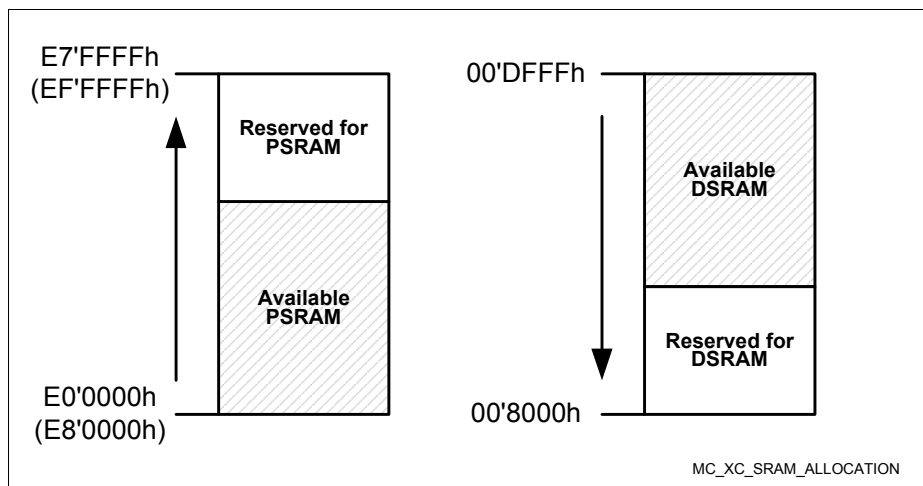 E7'FFFFh
(EF'FFFFh)
Reserved for
PSRAM
Available
PSRAM
E0'0000h
(E8'0000h)
00'DFFFh
Available
DSRAM
Reserved for
DSRAM
00'8000h
MC_XC_SRAM_ALLOCATION